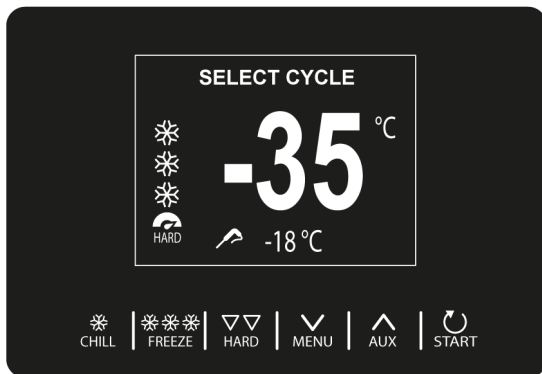 SELECT CYCLE
-35 °C
HARD
-18 °C
CHILL FREEZE HARD MENU AUX START